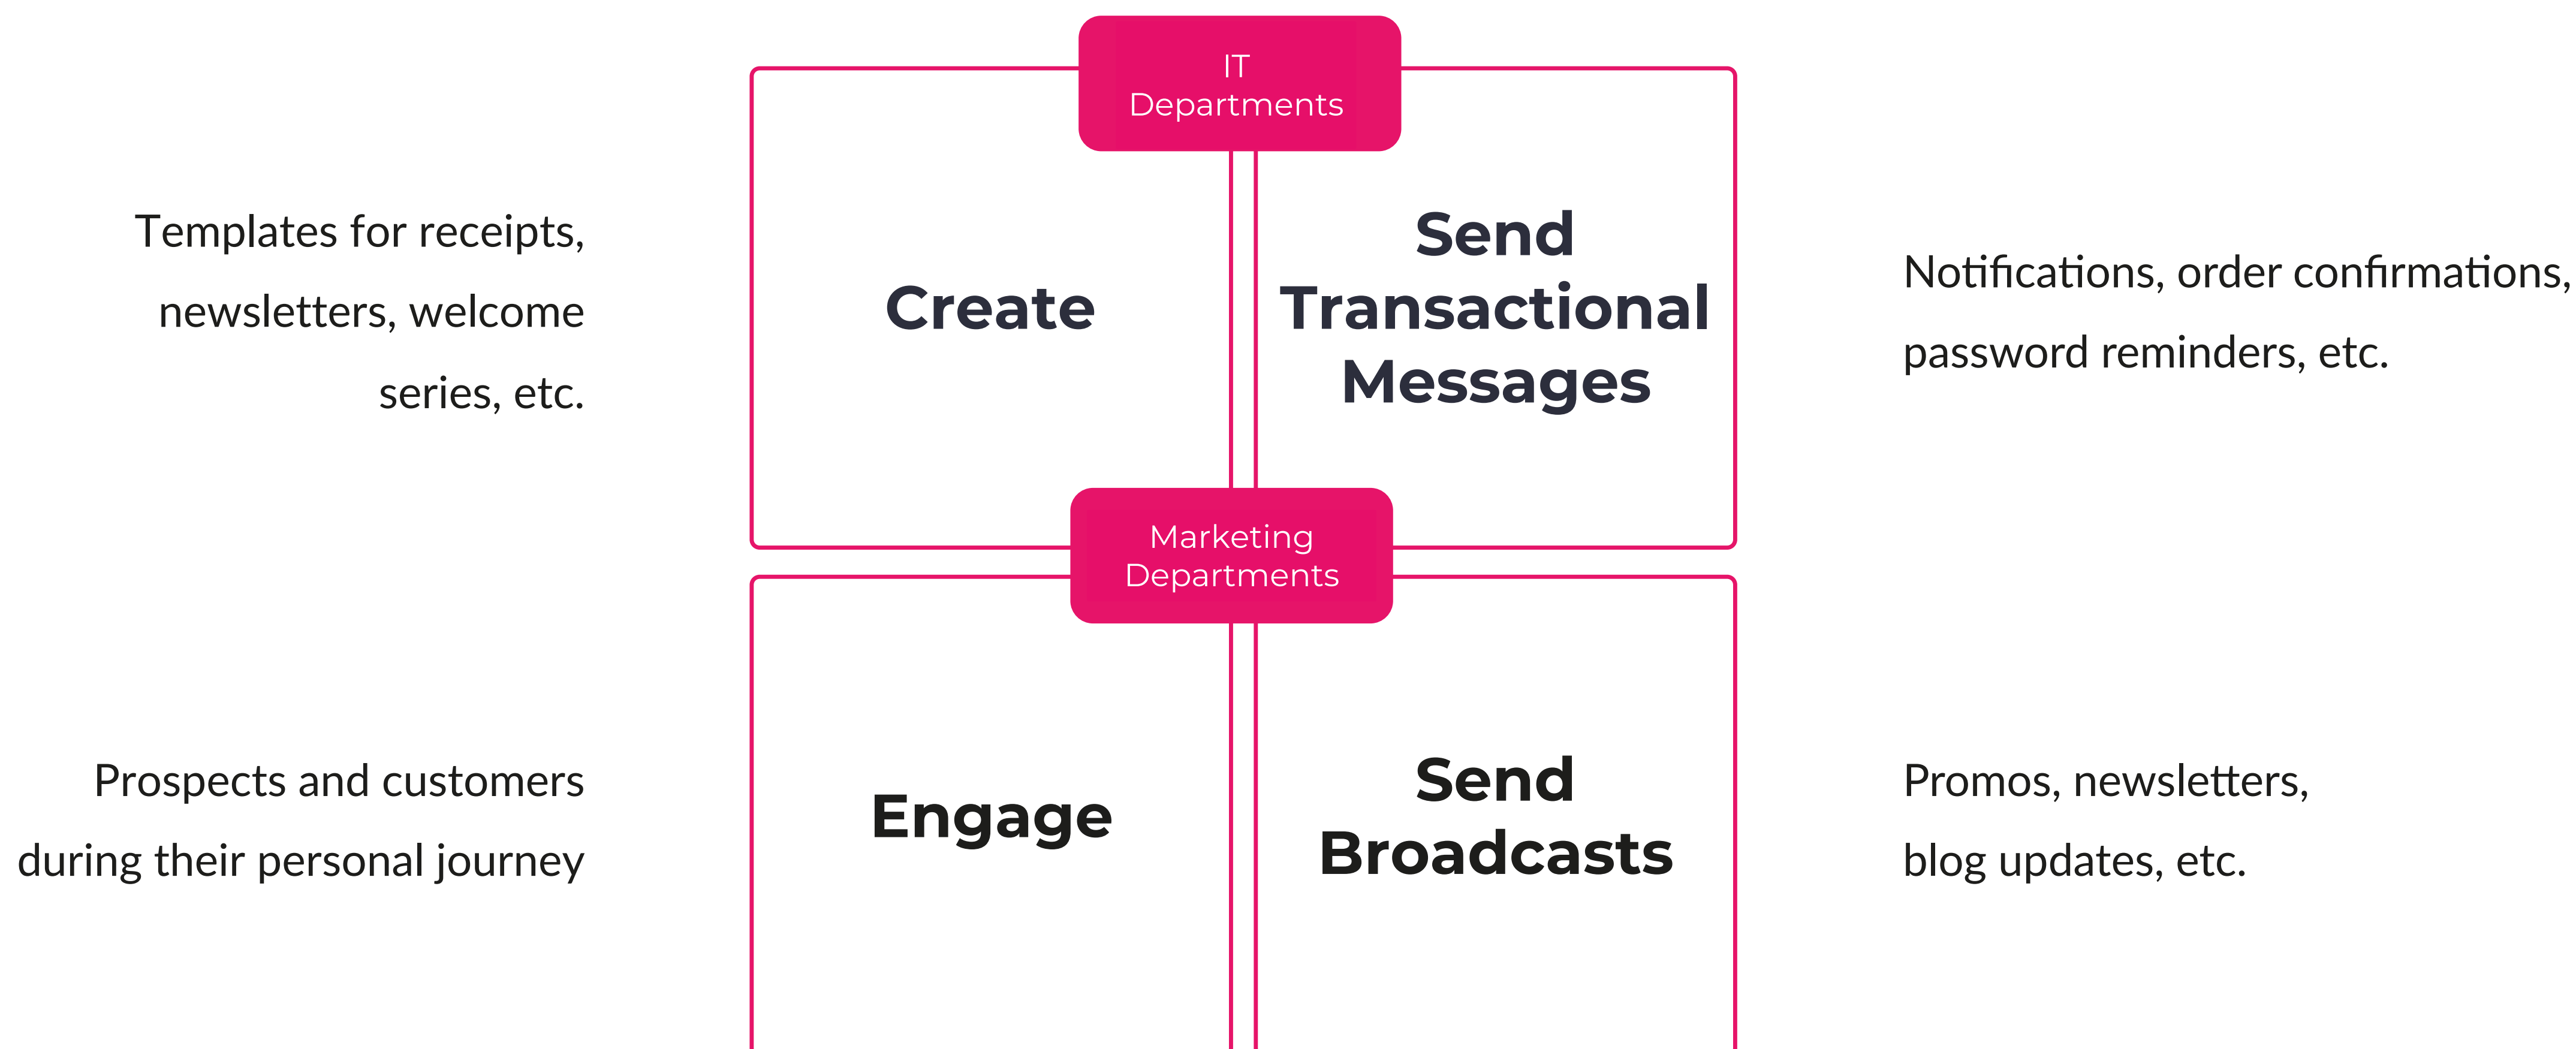 IT
Departments
Templates for receipts,
newsletters, welcome
series, etc.
Create
Send
Transactional
Messages
Notifications, order confirmations,
password reminders, etc.
Marketing
Departments
Prospects and customers
during their personal journey
Engage
Send
Broadcasts
Promos, newsletters,
blog updates, etc.